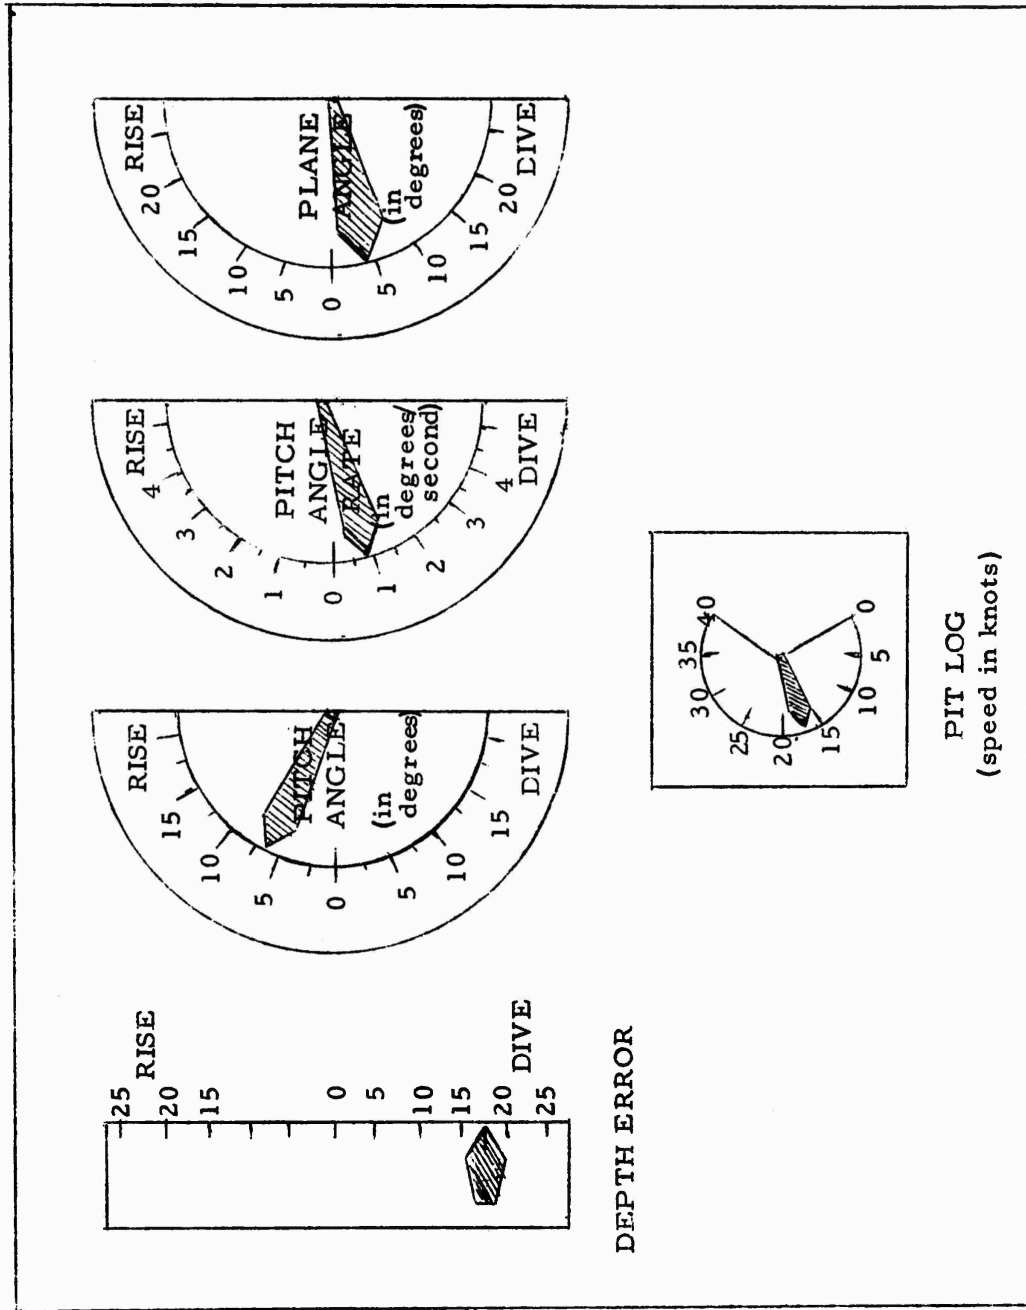 25
RISE
20
15
0
5
10
15
DIVE
20
25
DEPTH ERROR
RISE
15
10
5
0
5
10
15
DIVE
PITCH
ANGLE
(in
degrees)
RISE
4
3
2
1
0
1
2
3
4
DIVE
PITCH
ANGLE
RATE
(in
degrees/
second)
RISE
20
15
10
5
0
5
10
15
20
DIVE
PLANE
ANGLE
(in
degrees)
40
35
30
25
20
15
10
5
0
PIT LOG
(speed in knots)